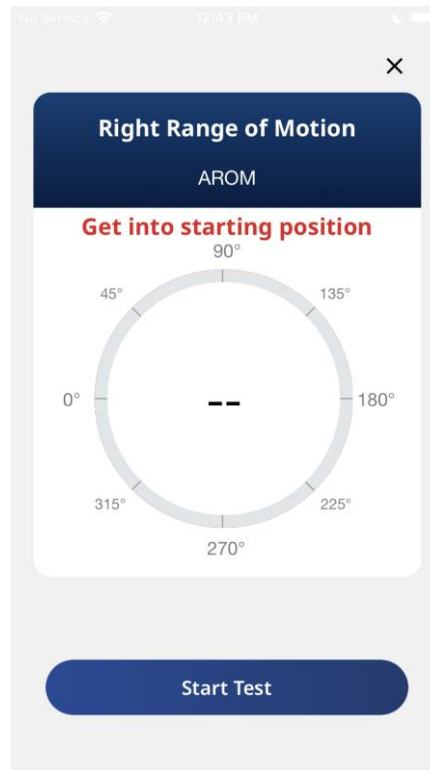 No Service 12:43 PM
×
Right Range of Motion
AROM
Get into starting position
90°
45° 135°
0° -- 180°
315° 225°
270°
Start Test